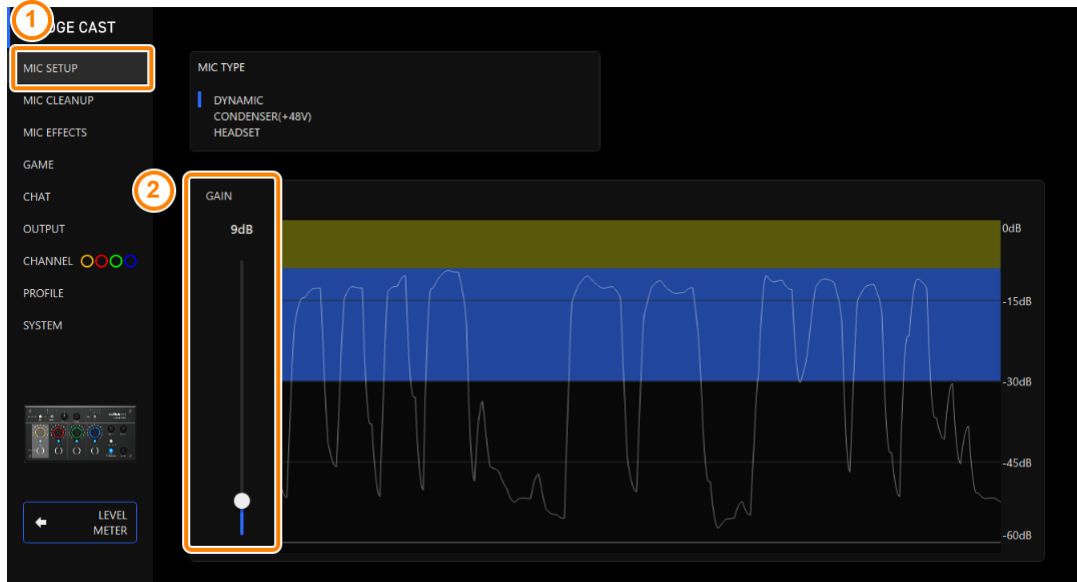 1
DGE CAST
MIC SETUP
MIC CLEANUP
MIC EFFECTS
GAME
CHAT
OUTPUT
CHANNEL
PROFILE
SYSTEM
LEVEL
METER
MIC TYPE
DYNAMIC
CONDENSER(+48V)
HEADSET
2
GAIN
9dB
0dB
-15dB
-30dB
-45dB
-60dB